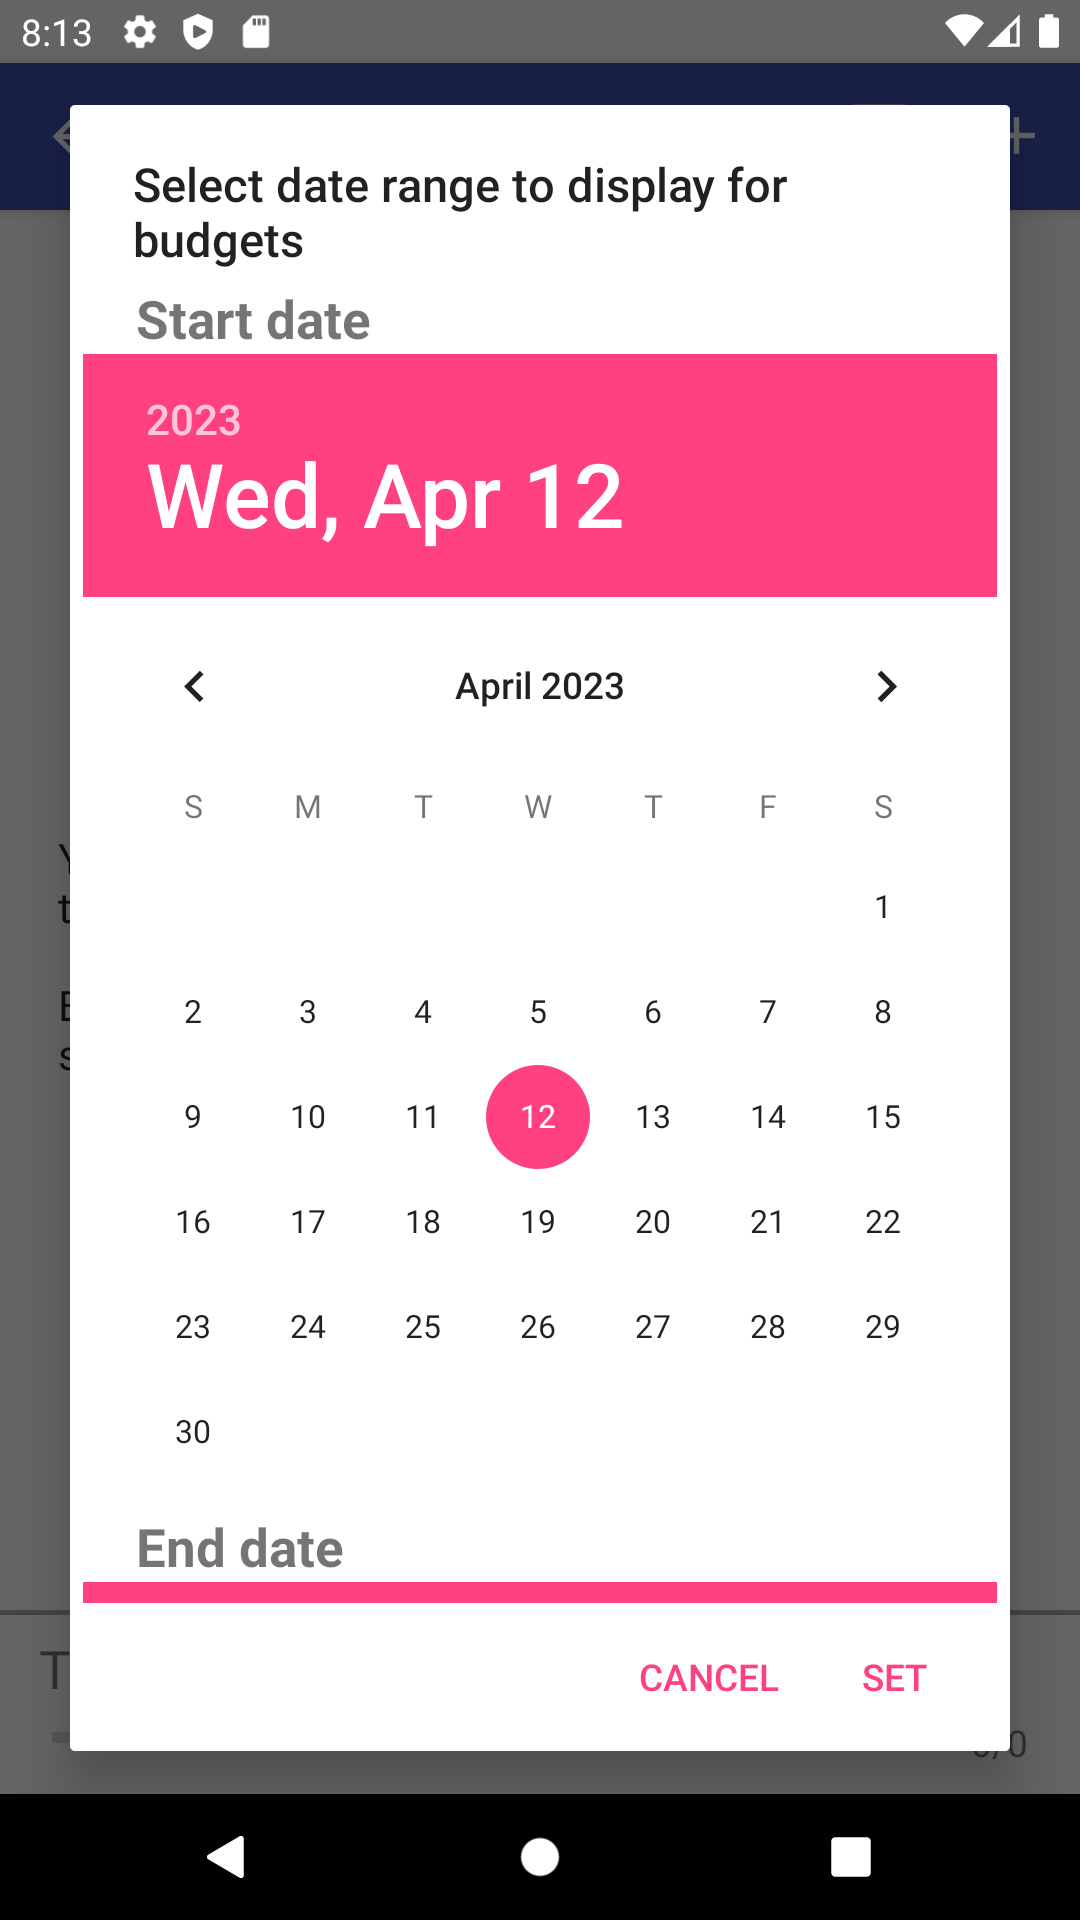 8:13
Select date range to display for
budgets
Start date
2023
Wed, Apr 12
April 2023
S M T W T F S
1
2 3 4 5 6 7 8
9 10 11 12 13 14 15
16 17 18 19 20 21 22
23 24 25 26 27 28 29
30
End date
CANCEL SET